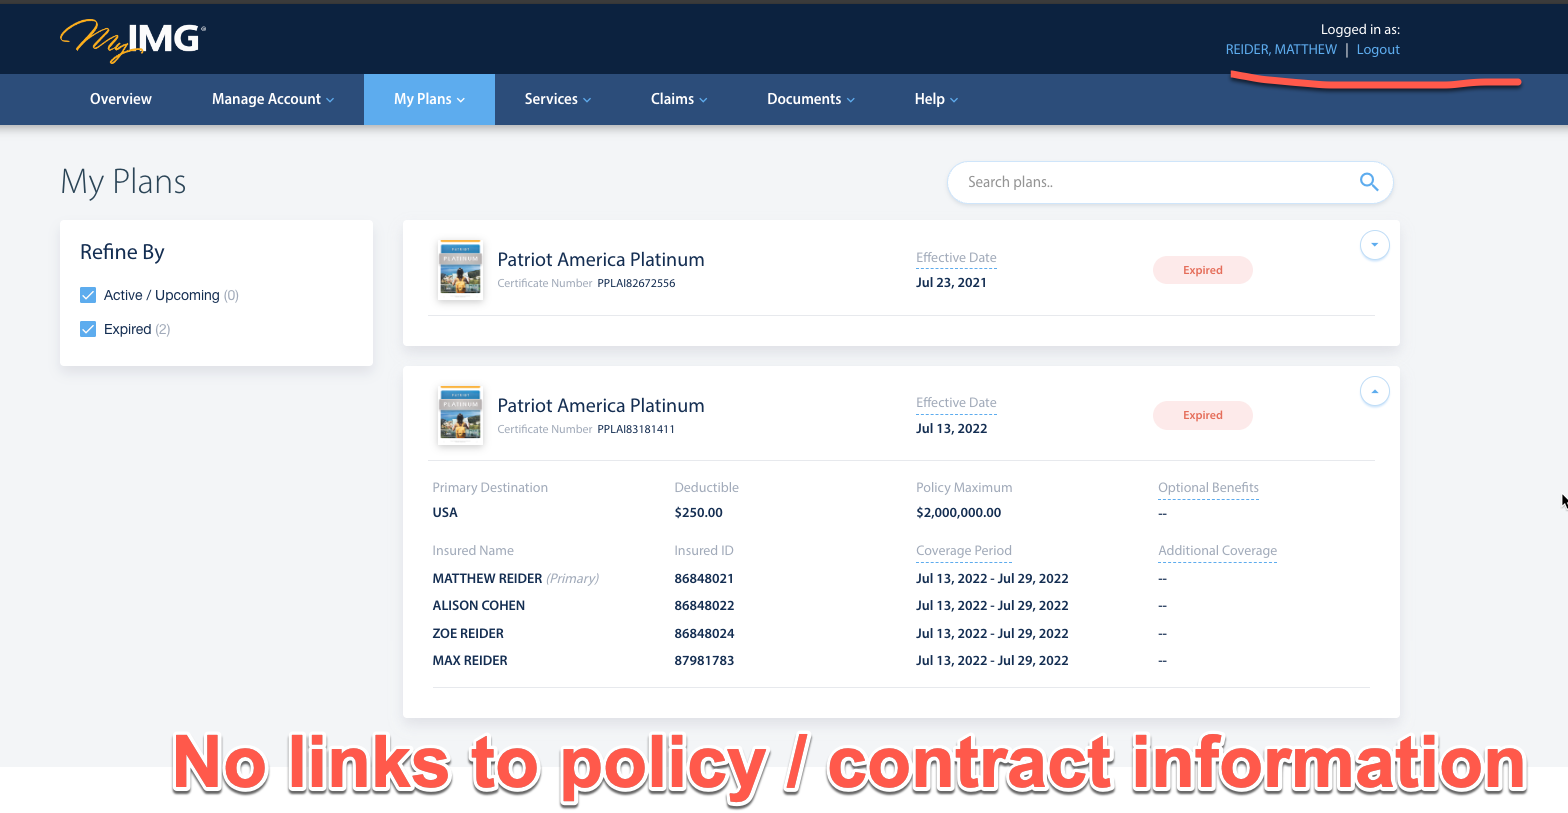 MyIMG®
Logged in as:
REIDER, MATTHEW | Logout
Overview Manage Account My Plans Services Claims Documents Help
My Plans
Search plans..
Refine By
Active / Upcoming (0)
Expired (2)
PATRIOT
PLATINUM
Patriot America Platinum
Certificate Number PPLAI82672556
Effective Date
Jul 23, 2021
Expired
PATRIOT
PLATINUM
Patriot America Platinum
Certificate Number PPLAI83181411
Effective Date
Jul 13, 2022
Expired
Primary Destination Deductible Policy Maximum Optional Benefits
USA $250.00 $2,000,000.00 --
Insured Name Insured ID Coverage Period Additional Coverage
MATTHEW REIDER (Primary) 86848021 Jul 13, 2022 - Jul 29, 2022 --
ALISON COHEN 86848022 Jul 13, 2022 - Jul 29, 2022 --
ZOE REIDER 86848024 Jul 13, 2022 - Jul 29, 2022 --
MAX REIDER 87981783 Jul 13, 2022 - Jul 29, 2022 --
No links to policy / contract information